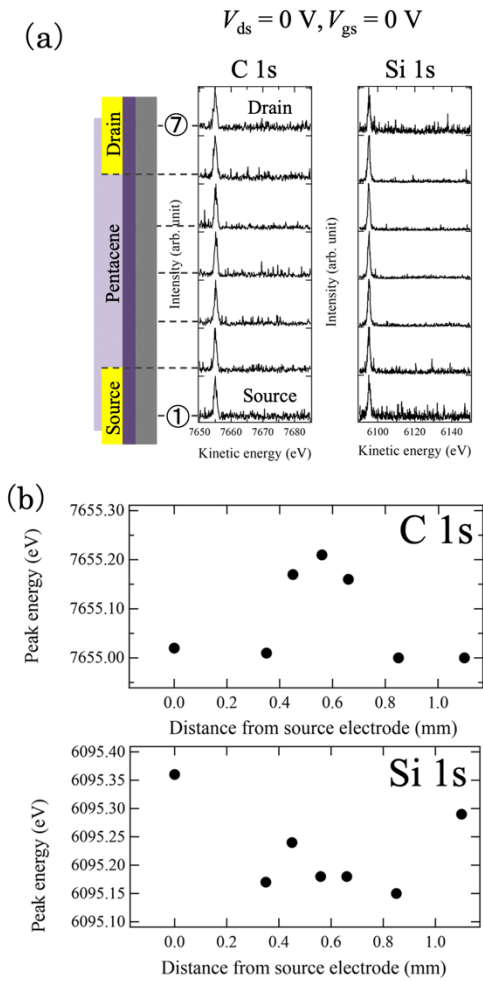 (a)
V_ds = 0 V, V_gs = 0 V
C 1s
Si 1s
Drain
Pentacene
Source
⑦
①
Intensity (arb. unit)
Drain
Source
7650 7660 7670 7680
Kinetic energy (eV)
Intensity (arb. unit)
6100 6120 6140
Kinetic energy (eV)
(b)
C 1s
Peak energy (eV)
7655.30
7655.20
7655.10
7655.00
0.0 0.2 0.4 0.6 0.8 1.0
Distance from source electrode (mm)
Si 1s
Peak energy (eV)
6095.40
6095.35
6095.30
6095.25
6095.20
6095.15
6095.10
0.0 0.2 0.4 0.6 0.8 1.0
Distance from source electrode (mm)